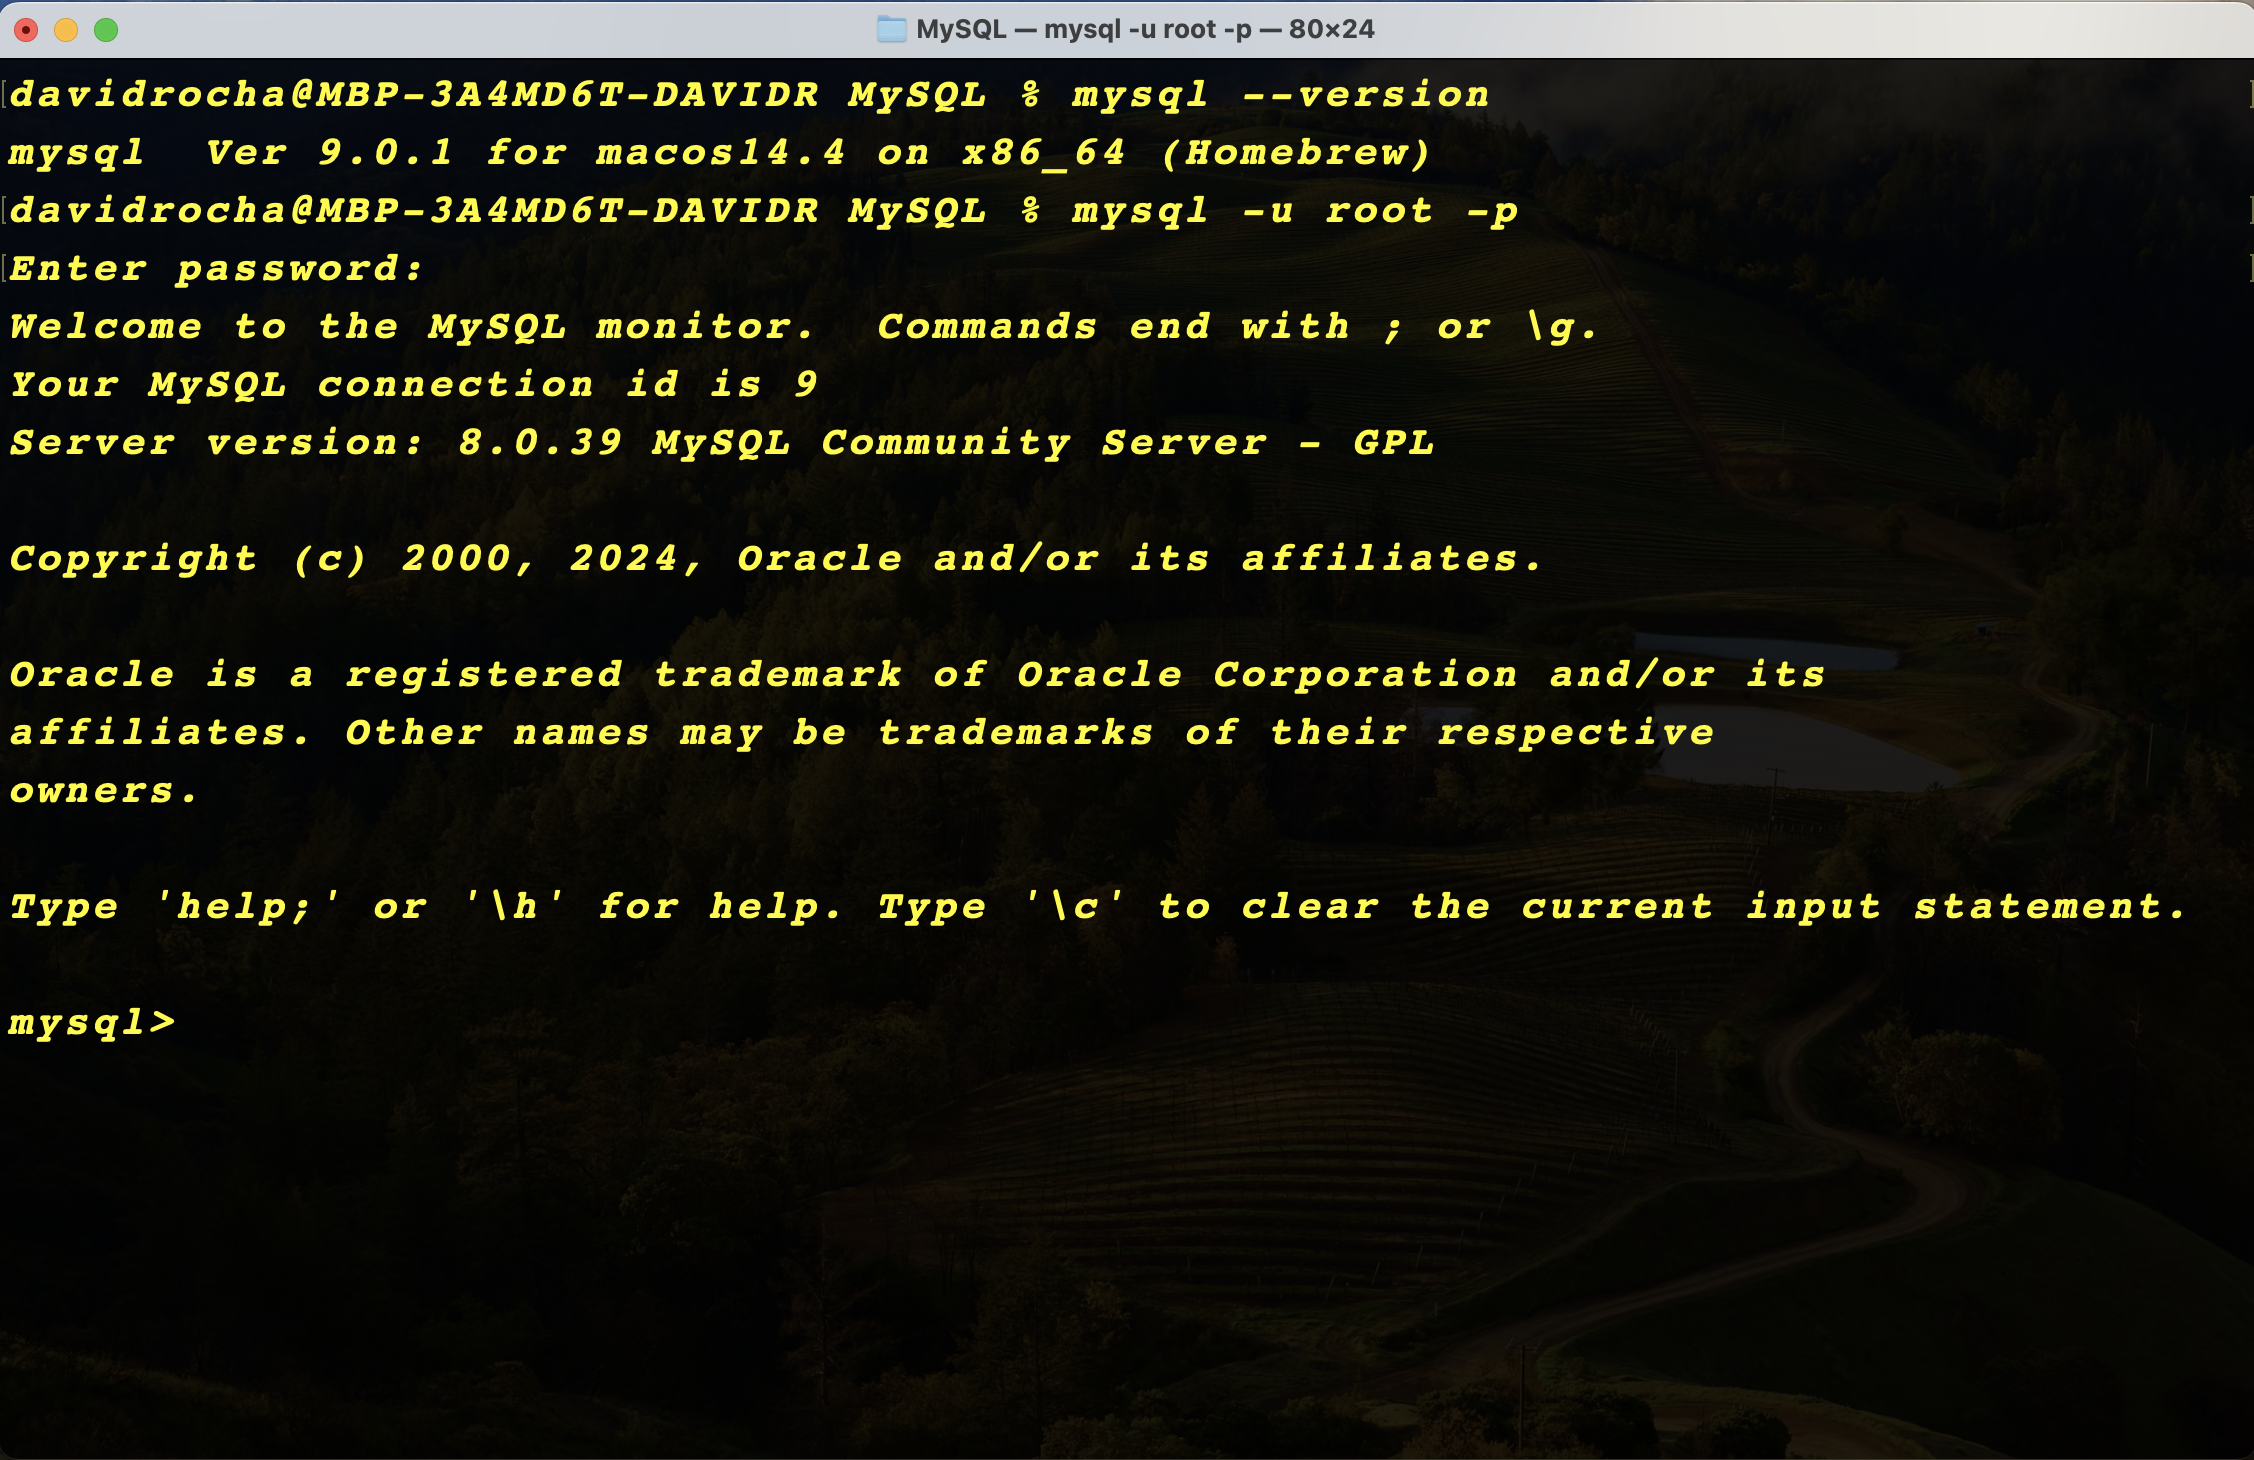 MySQL — mysql -u root -p — 80×24
davidrocha@MBP-3A4MD6T-DAVIDR MySQL % mysql --version
mysql  Ver 9.0.1 for macos14.4 on x86_64 (Homebrew)
davidrocha@MBP-3A4MD6T-DAVIDR MySQL % mysql -u root -p
Enter password:
Welcome to the MySQL monitor.  Commands end with ; or \g.
Your MySQL connection id is 9
Server version: 8.0.39 MySQL Community Server - GPL
Copyright (c) 2000, 2024, Oracle and/or its affiliates.
Oracle is a registered trademark of Oracle Corporation and/or its
affiliates. Other names may be trademarks of their respective
owners.
Type 'help;' or '\h' for help. Type '\c' to clear the current input statement.
mysql>